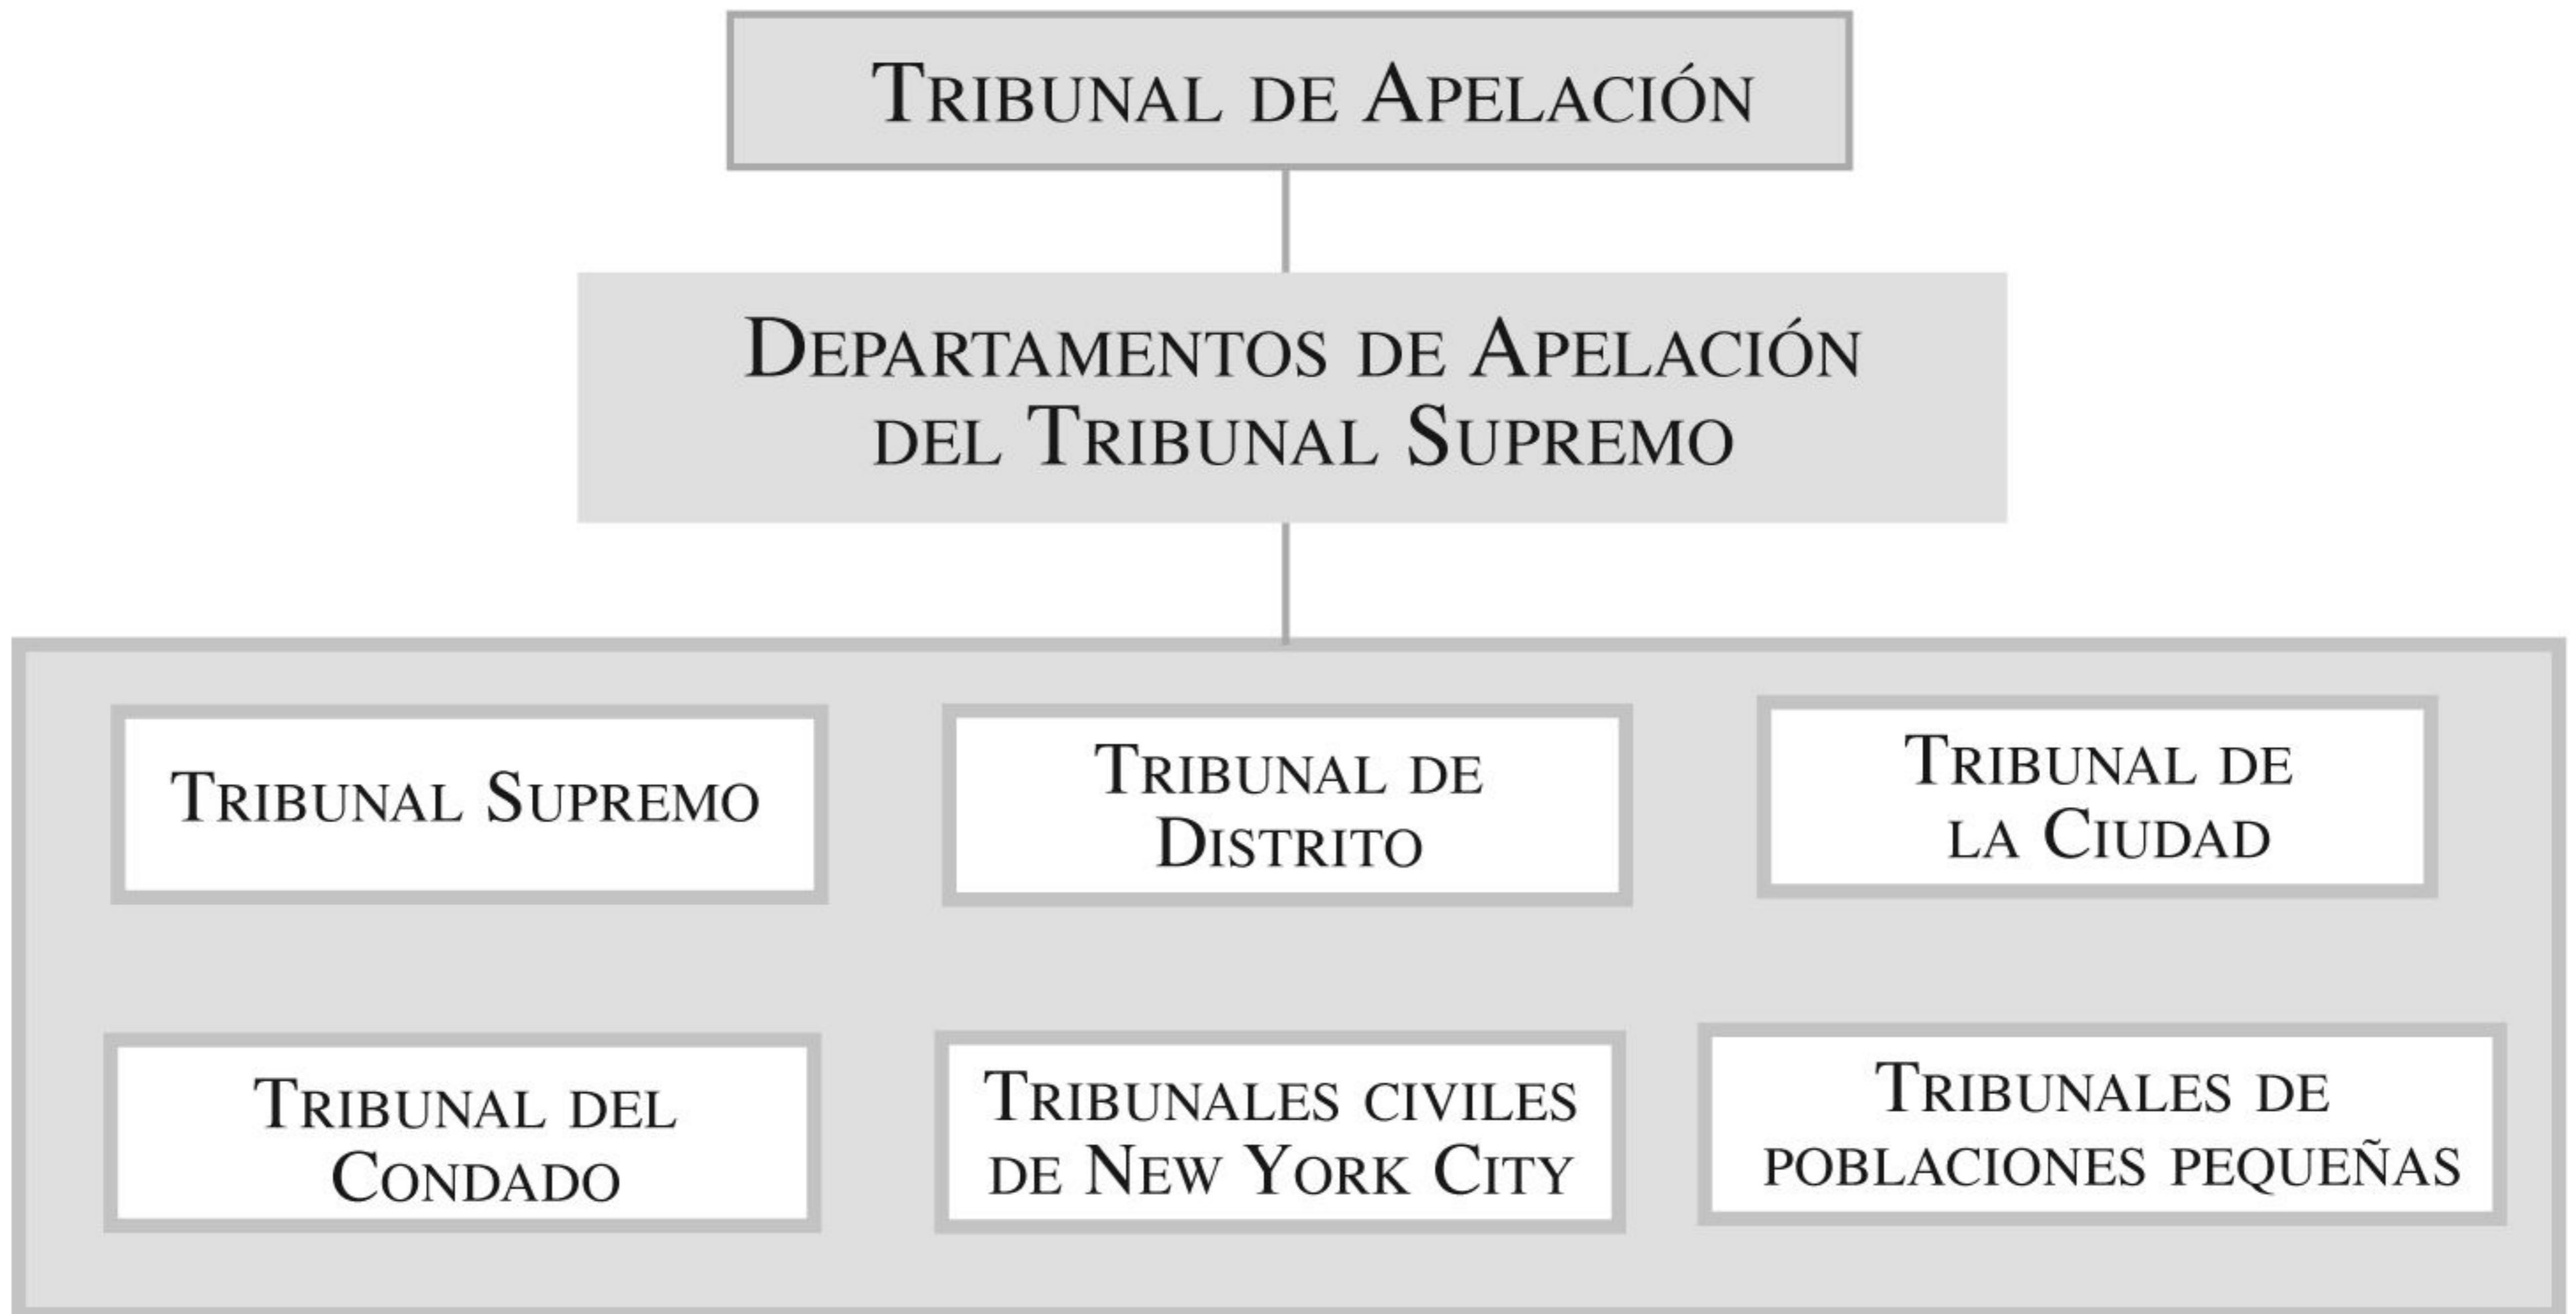 Tribunal de Apelación
Departamentos de Apelación
del Tribunal Supremo
Tribunal Supremo
Tribunal de
Distrito
Tribunal de
la Ciudad
Tribunal del
Condado
Tribunales civiles
de New York City
Tribunales de
poblaciones pequeñas